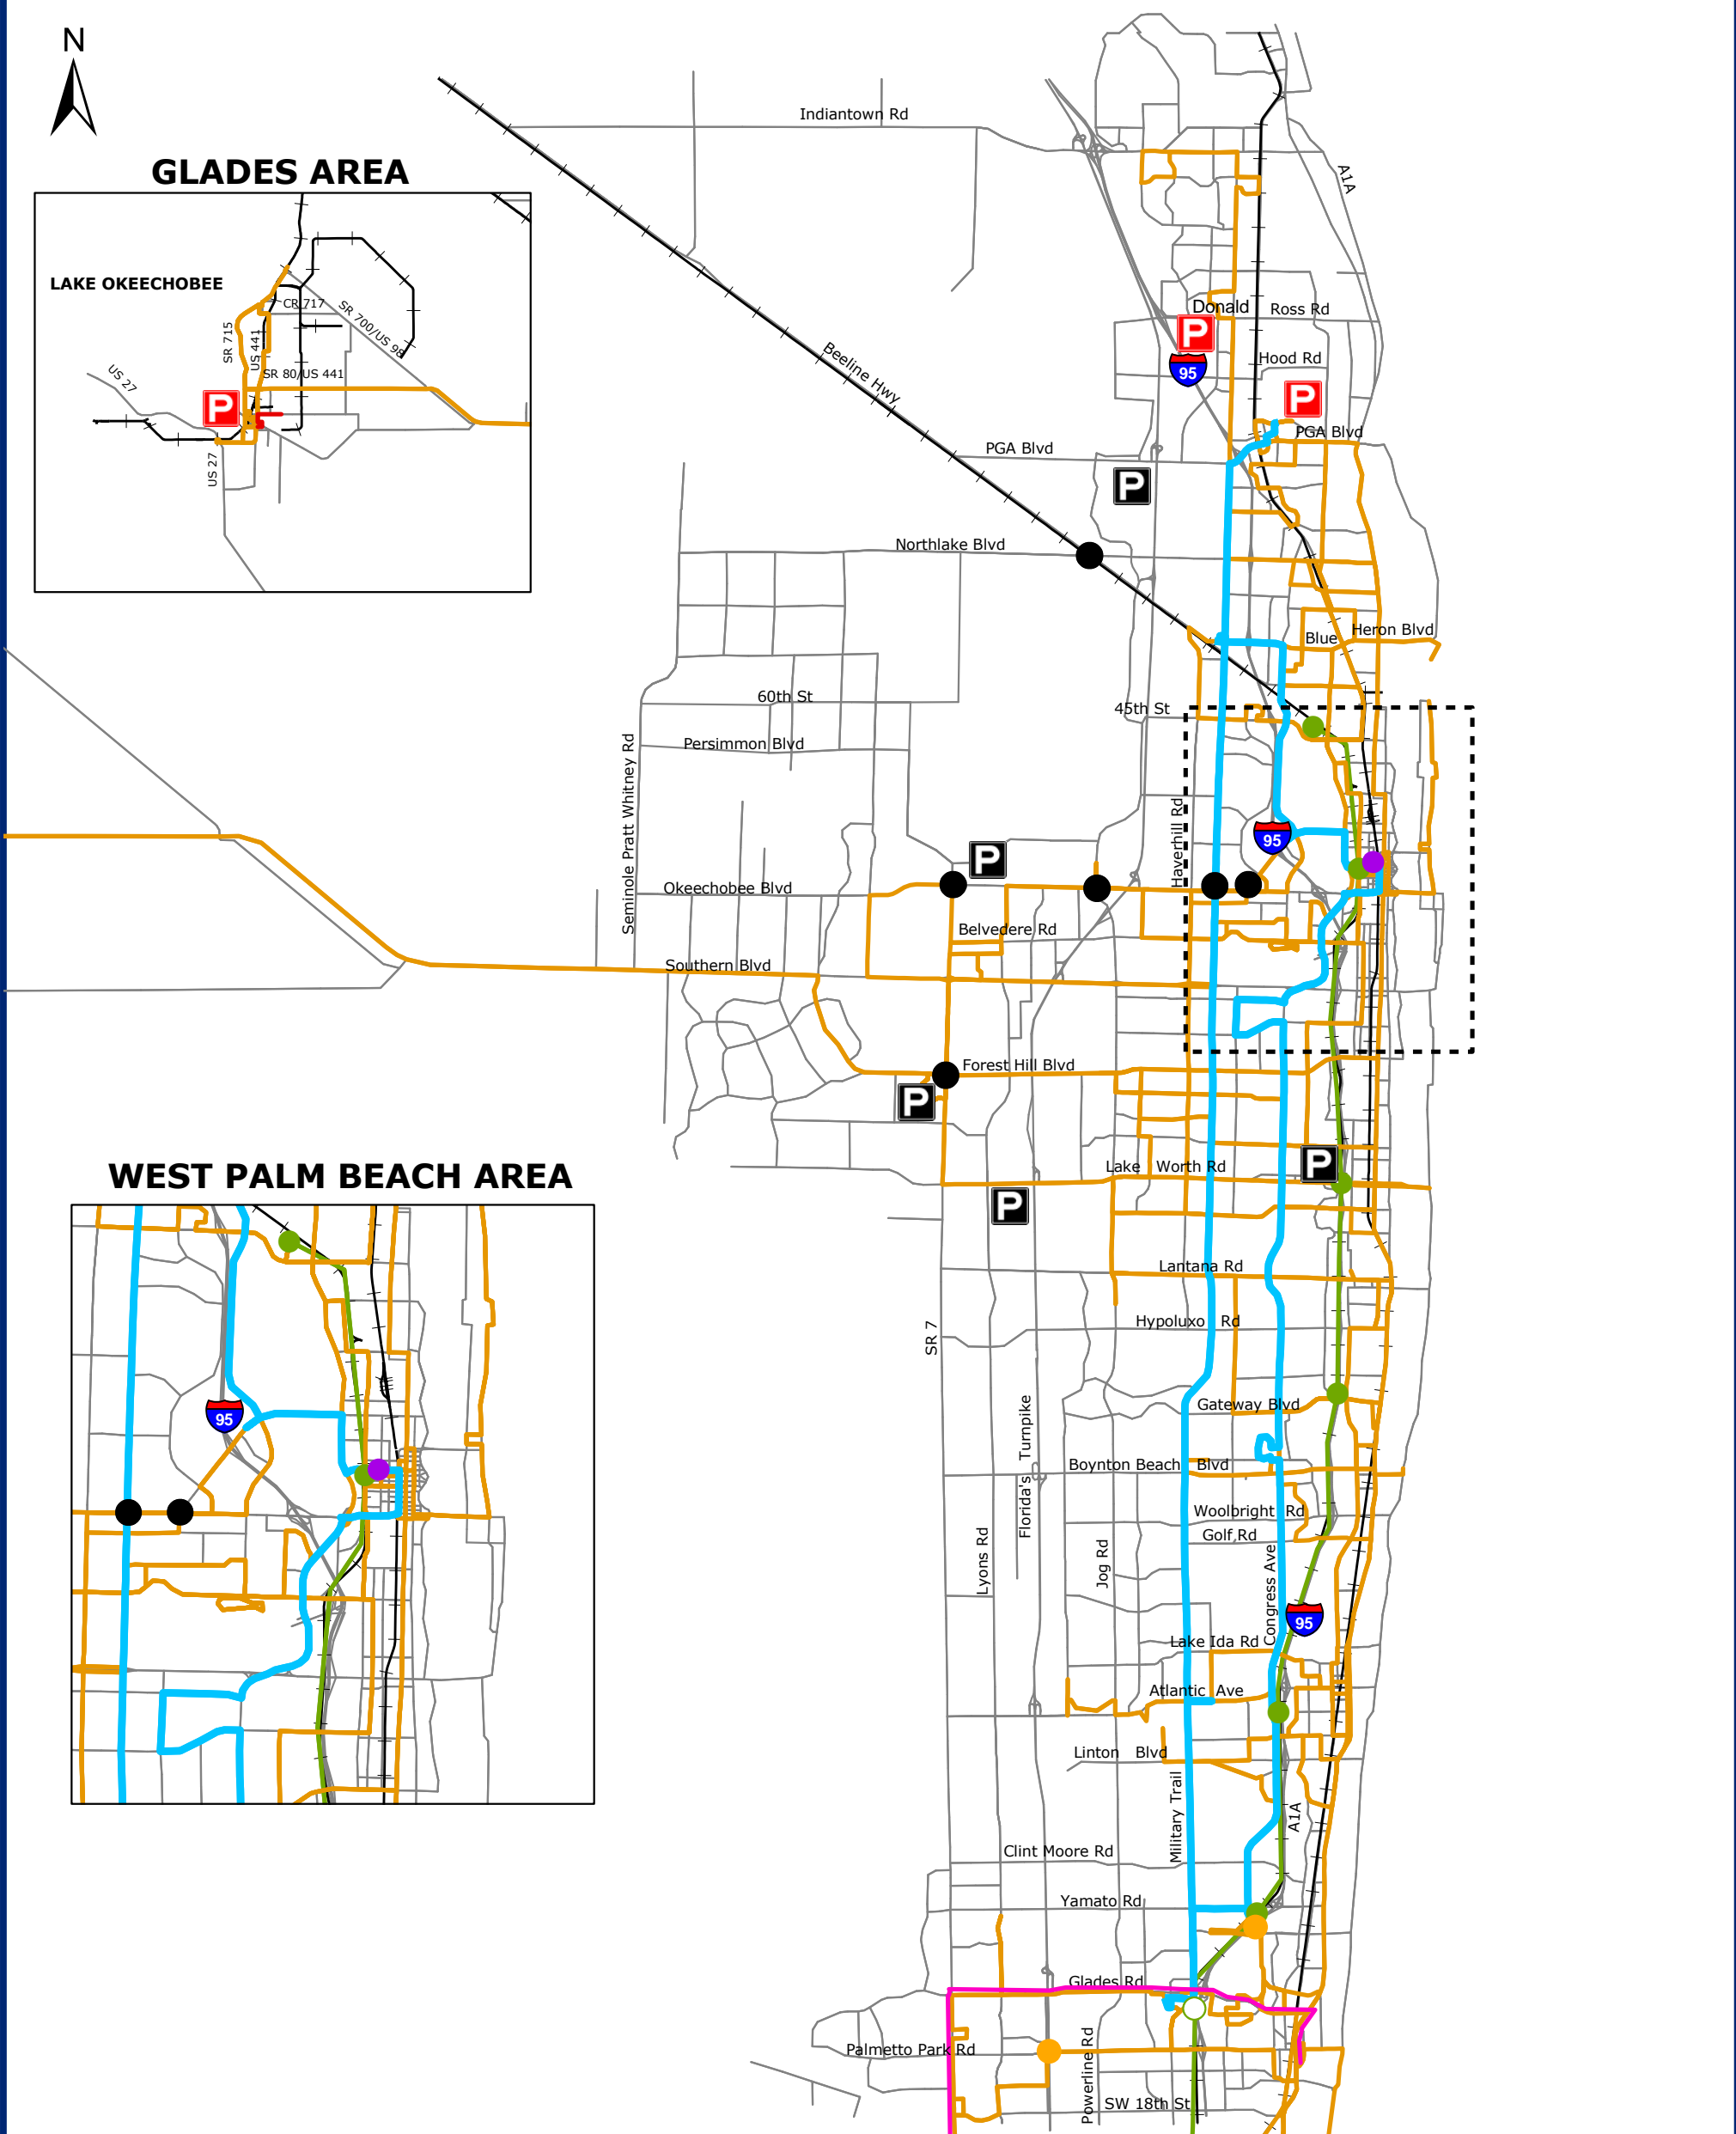 N
GLADES AREA
LAKE OKEECHOBEE
CR 717
SR 700/US 98
SR 715
US 441
SR 80/US 441
US 27
P
US 27
Indiantown Rd
A1A
Donald Ross Rd
P
95
Hood Rd
P
PGA Blvd
Beeline Hwy
PGA Blvd
P
Northlake Blvd
Blue Heron Blvd
60th St
45th St
Persimmon Blvd
Seminole Pratt Whitney Rd
Haverhill Rd
95
P
Okeechobee Blvd
Belvedere Rd
Southern Blvd
Forest Hill Blvd
P
P
Lake Worth Rd
P
WEST PALM BEACH AREA
95
Lantana Rd
Hypoluxo Rd
SR 7
Gateway Blvd
Florida's Turnpike
Boynton Beach Blvd
Woolbright Rd
Golf Rd
Lyons Rd
Jog Rd
Congress Ave
95
Lake Ida Rd
Atlantic Ave
Linton Blvd
Military Trail
A1A
Clint Moore Rd
Yamato Rd
Glades Rd
Palmetto Park Rd
Powerline Rd
SW 18th St